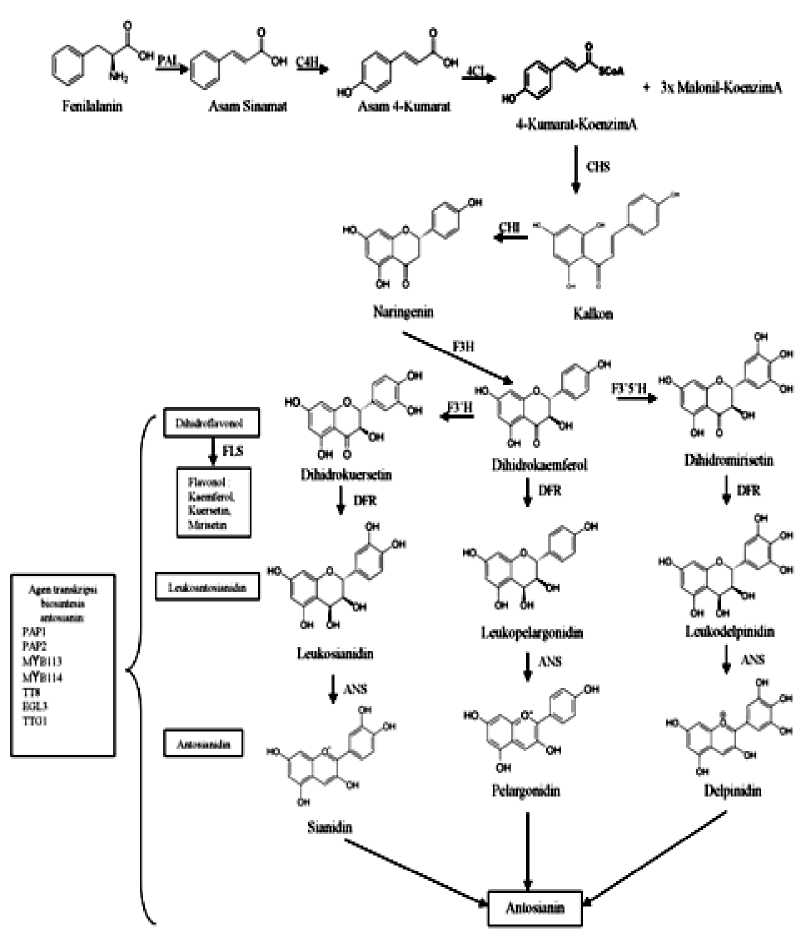 PAL
C4H
4CL
Fenilalanin
Asam Sinamat
Asam 4-Kumarat
4-Kumarat-KoenzimA
+ 3x Malonil-KoenzimA
CHS
CHI
Naringenin
Kalkon
F3H
Dihidroflavonol
FLS
Flavonol
Kaemferol,
Kuersetin,
Mirisetin
F3'H
F3'5'H
Dihidrokuersetin
Dihidrokaemferol
Dihidromirisetin
DFR
DFR
DFR
Leukoantosianidin
Leukosianidin
Leukopelargonidin
Leukodelpinidin
Agen transkripsi
biosintesis
antosianin
PAP1
PAP2
MYB113
MYB114
TT8
EGL3
TTG1
ANS
ANS
ANS
Antosianidin
Sianidin
Pelargonidin
Delpinidin
Antosianin